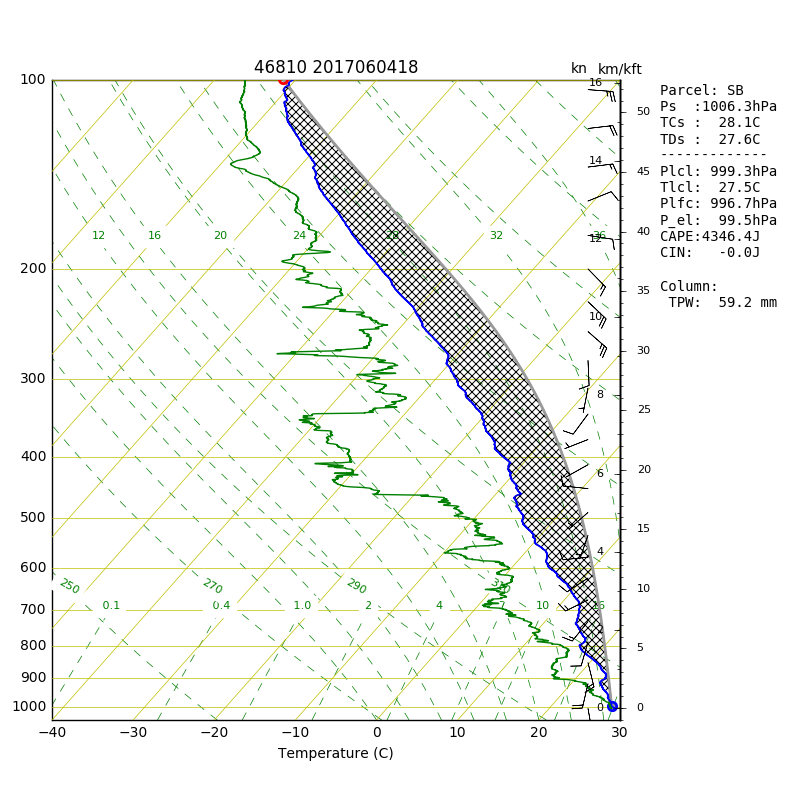 46810 2017060418
kn km/kft
Parcel: SB
Ps  :1006.3hPa
TCs :  28.1C
TDs :  27.6C
-------------
Plcl: 999.3hPa
Tlcl:  27.5C
Plfc: 996.7hPa
P_el:  99.5hPa
CAPE:4346.4J
CIN:   -0.0J
Column:
TPW:  59.2 mm
100
200
300
400
500
600
700
800
900
1000
12 16 20 24 28 32 36
250 270 290
0.1 0.4 1.0 2 4 7 10 16
16
14
12
10
8
6
4
0
50
45
40
35
30
25
20
15
10
5
0
−40 −30 −20 −10 0 10 20 30
Temperature (C)